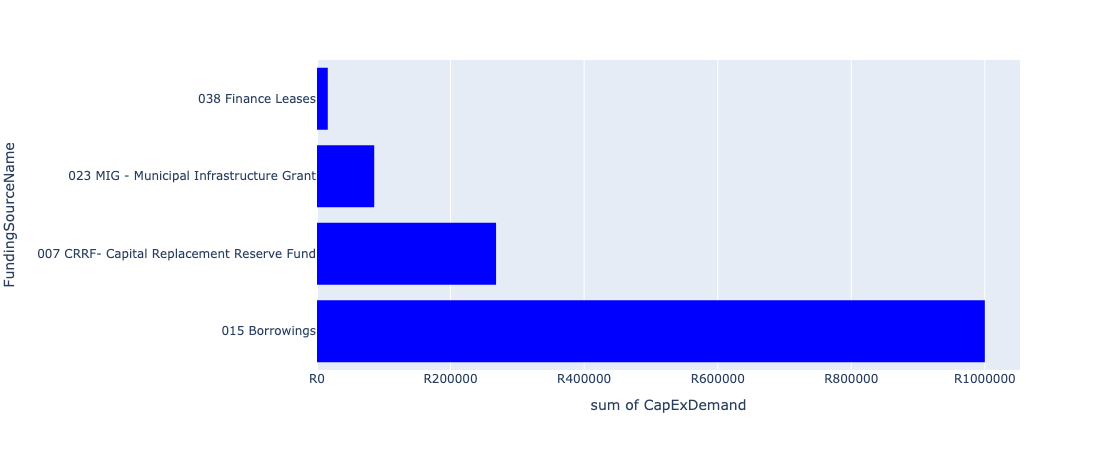 038 Finance Leases
023 MIG - Municipal Infrastructure Grant
007 CRRF- Capital Replacement Reserve Fund
015 Borrowings
FundingSourceName
R0 R200000 R400000 R600000 R800000 R1000000
sum of CapExDemand